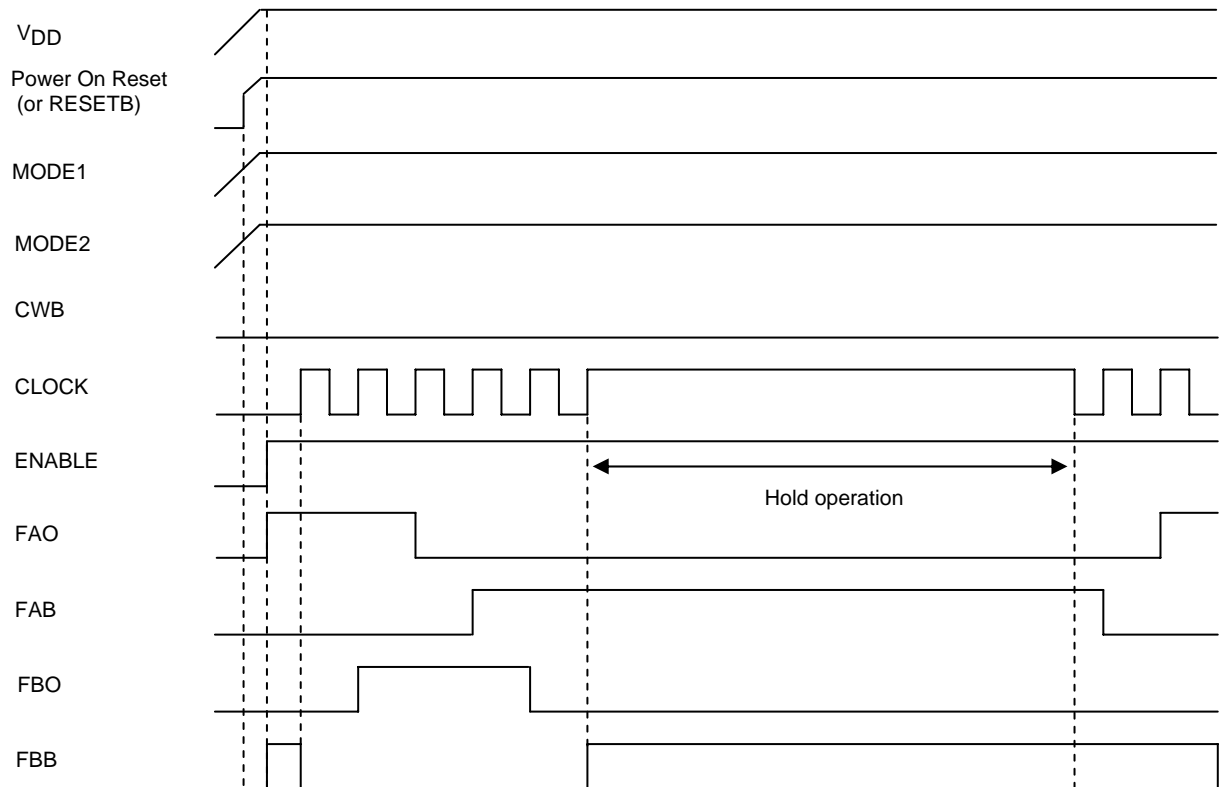 VDD
Power On Reset
(or RESETB)
MODE1
MODE2
CWB
CLOCK
ENABLE
Hold operation
FAO
FAB
FBO
FBB